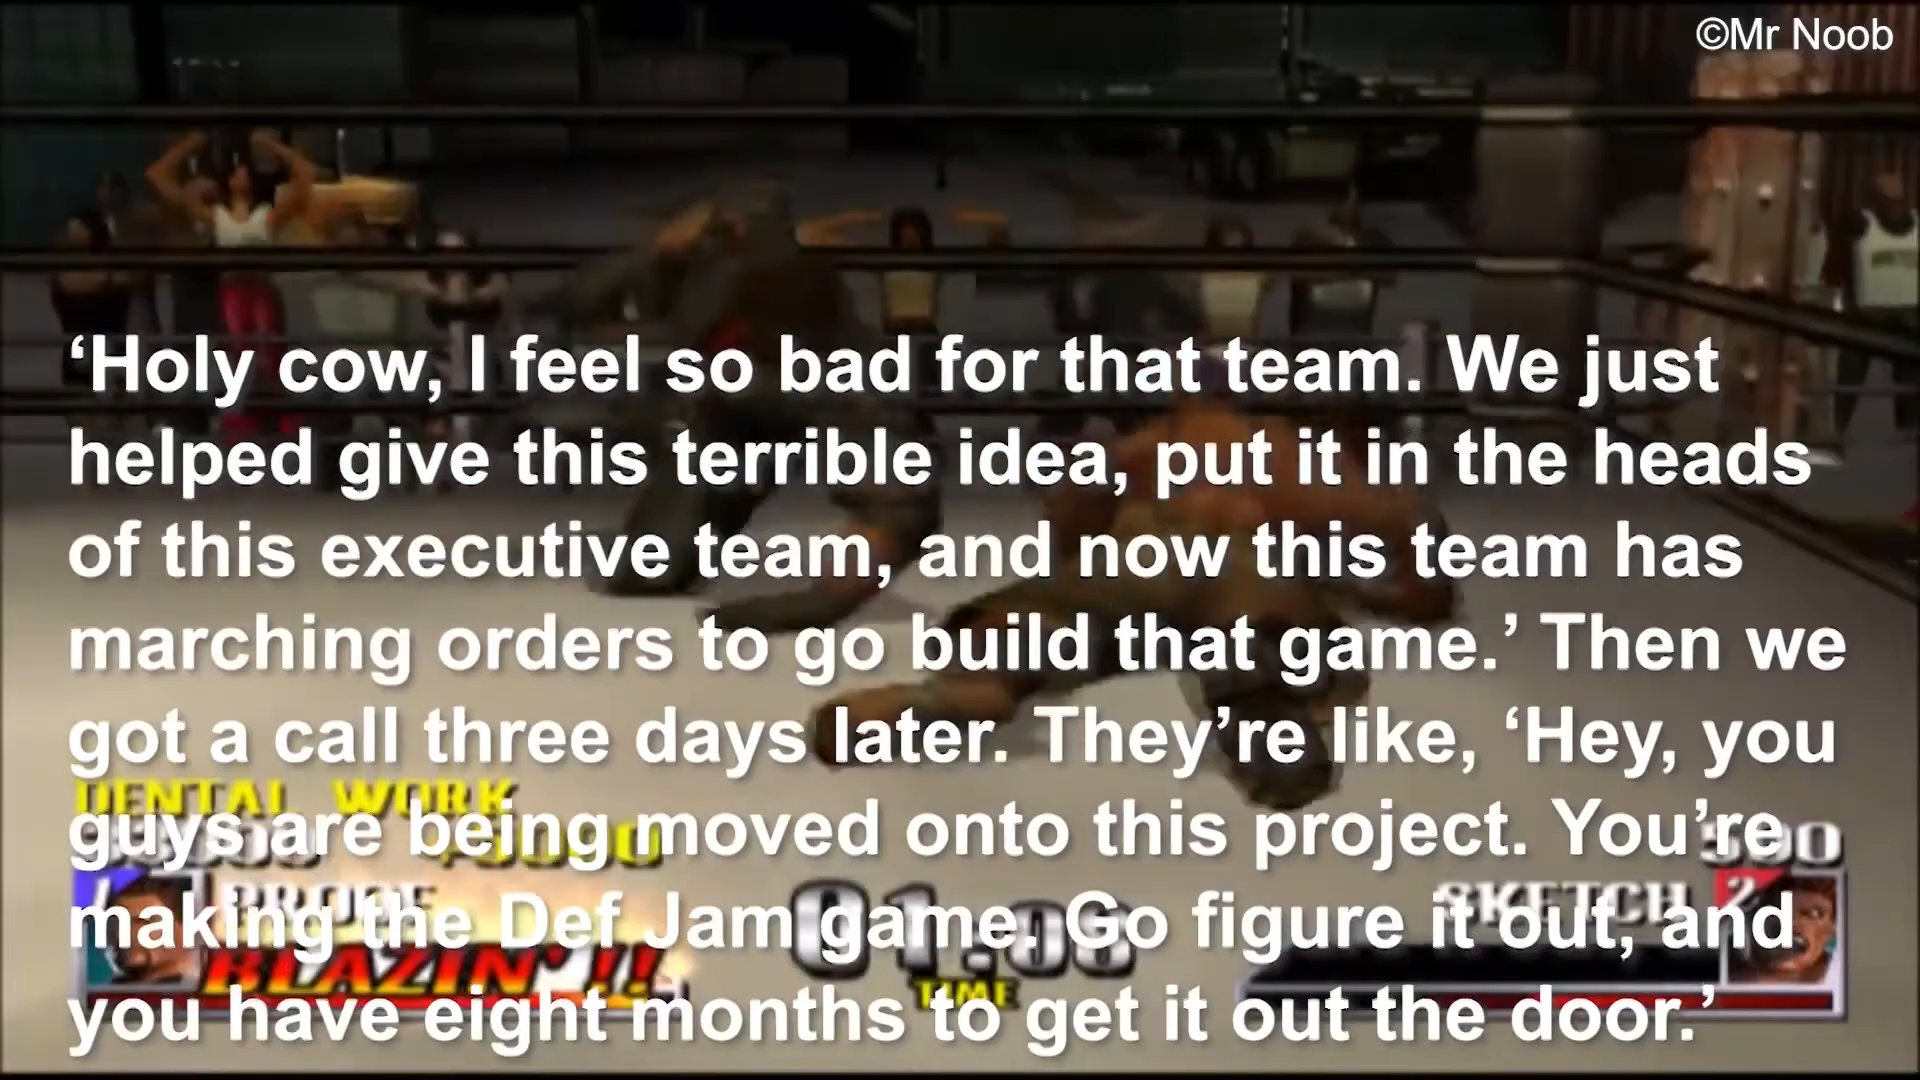 ©Mr Noob
‘Holy cow, I feel so bad for that team. We just
helped give this terrible idea, put it in the heads
of this executive team, and now this team has
marching orders to go build that game.’ Then we
got a call three days later. They’re like, ‘Hey, you
DENTAL WORK
guys are being moved onto this project. You’re
making the Def Jam game. Go figure it out, and
SKETCH 2
BLAZIN' !!
TIME
you have eight months to get it out the door.’